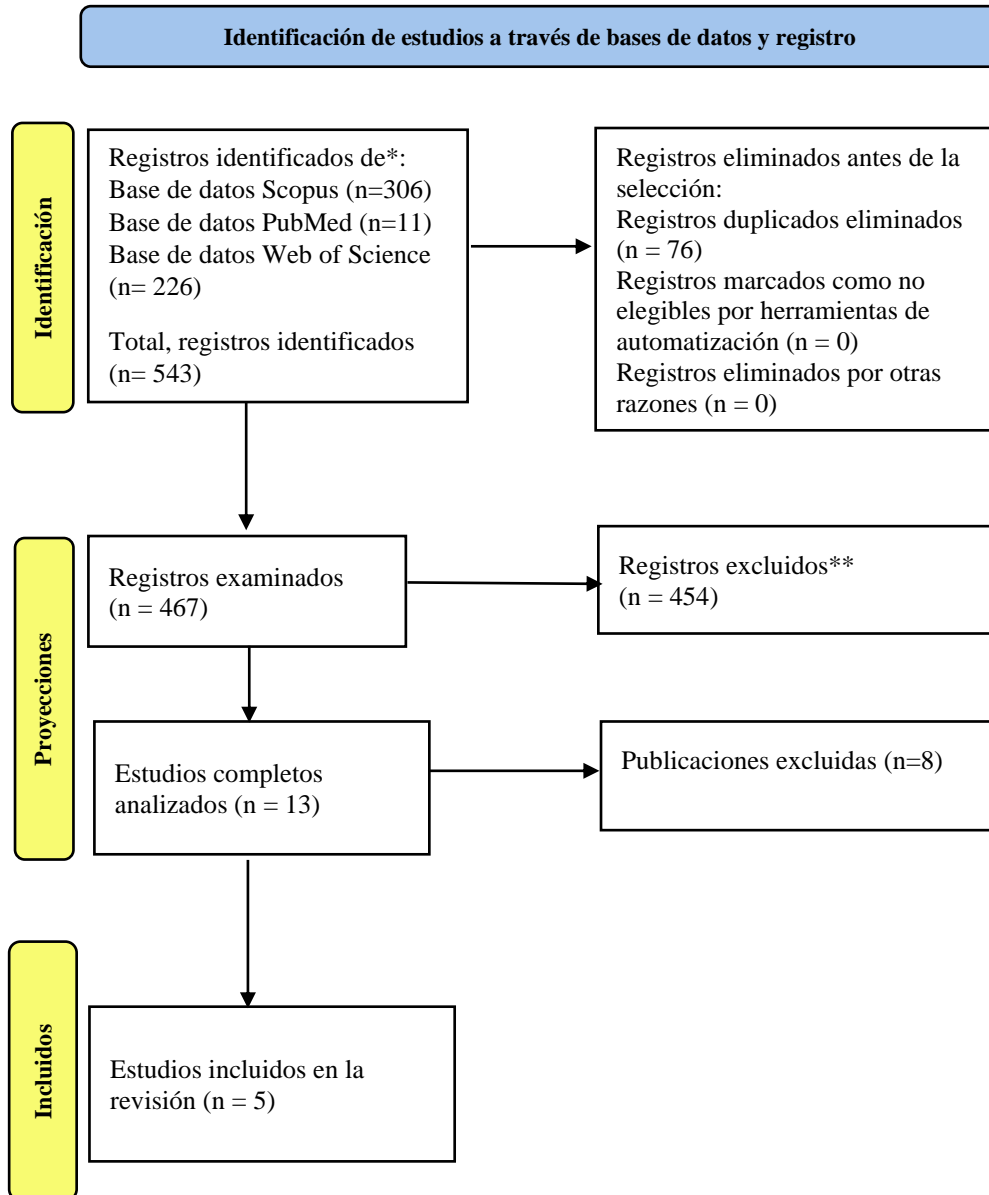 Identificación de estudios a través de bases de datos y registro
Identificación
Registros identificados de*:
Base de datos Scopus (n=306)
Base de datos PubMed (n=11)
Base de datos Web of Science
(n= 226)
Total, registros identificados
(n= 543)
Registros eliminados antes de la
selección:
Registros duplicados eliminados
(n = 76)
Registros marcados como no
elegibles por herramientas de
automatización (n = 0)
Registros eliminados por otras
razones (n = 0)
Proyecciones
Registros examinados
(n = 467)
Registros excluidos**
(n = 454)
Estudios completos
analizados (n = 13)
Publicaciones excluidas (n=8)
Incluidos
Estudios incluidos en la
revisión (n = 5)